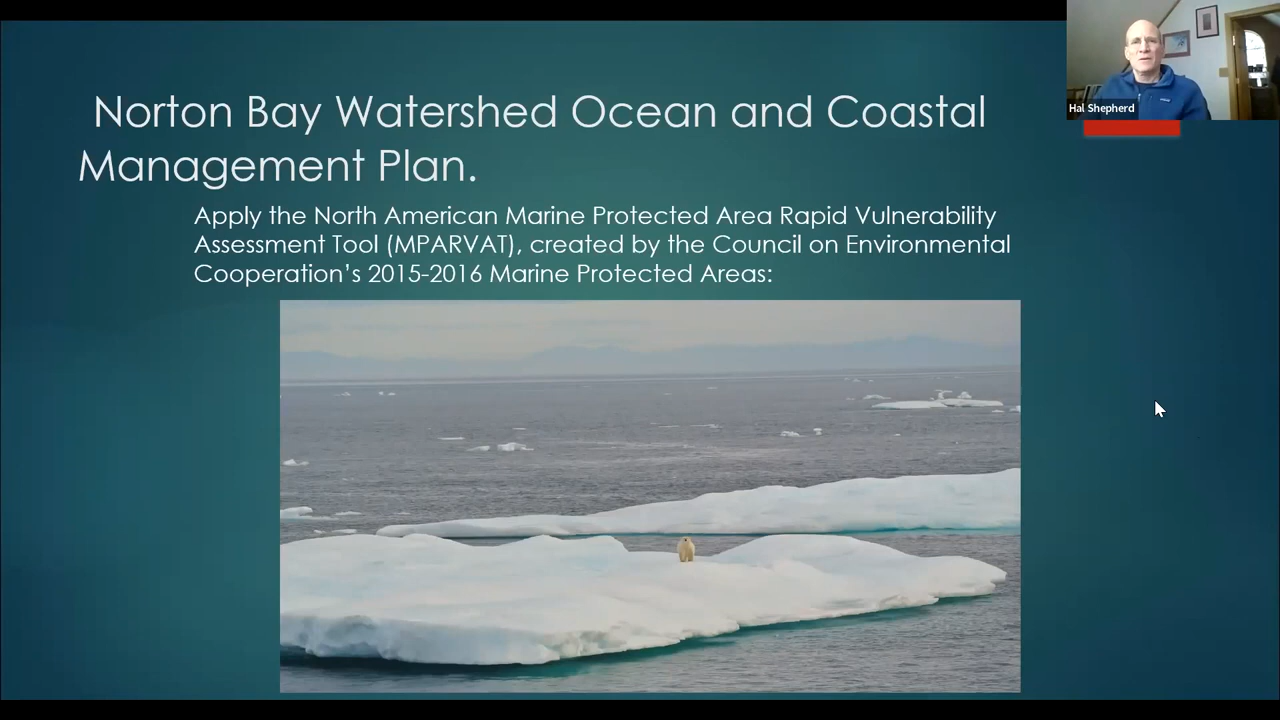 Norton Bay Watershed Ocean and Coastal
Management Plan.
Apply the North American Marine Protected Area Rapid Vulnerability
Assessment Tool (MPARVAT), created by the Council on Environmental
Cooperation’s 2015-2016 Marine Protected Areas:
Hal Shepherd